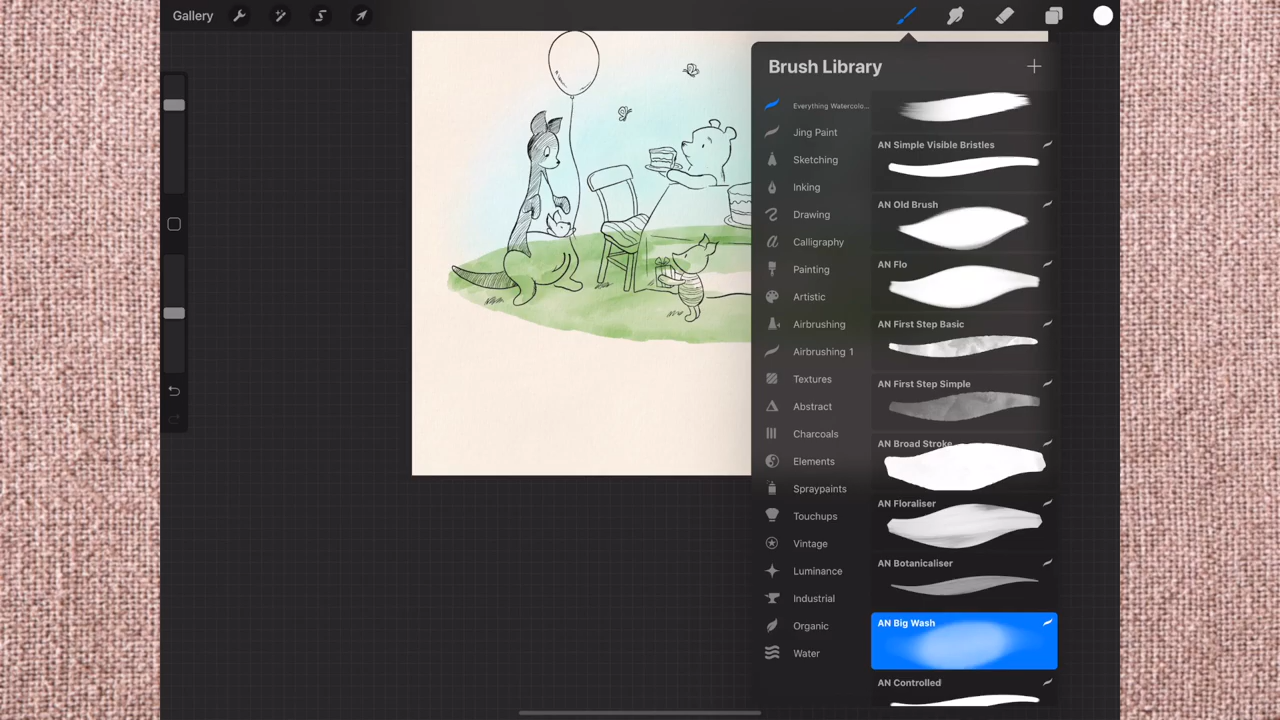 Gallery
Brush Library
Everything Watercolo...
Jing Paint
Sketching
Inking
Drawing
Calligraphy
Painting
Artistic
Airbrushing
Airbrushing 1
Textures
Abstract
Charcoals
Elements
Spraypaints
Touchups
Vintage
Luminance
Industrial
Organic
Water
AN Simple Visible Bristles
AN Old Brush
AN Flo
AN First Step Basic
AN First Step Simple
AN Broad Stroke
AN Floraliser
AN Botanicaliser
AN Big Wash
AN Controlled